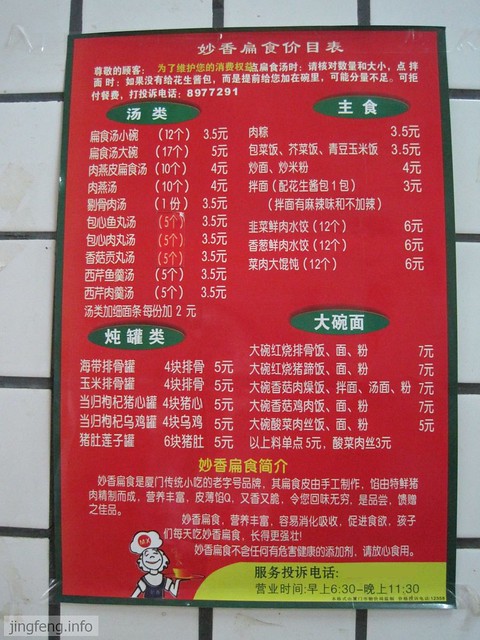 妙香扁食价目表
尊敬的顾客: 为了维护您的消费权益点扁食汤时: 请核对数量和大小, 点 拌
面 时: 如果没有给花生酱包, 而是提前给您加在碗里, 可能分量不足。可拒
付餐费, 打投诉电话: 8977291
汤 类
扁食汤小碗 (12个) 3.5元
扁食汤大碗 (17个) 5元
肉燕皮扁食汤 (10个) 4元
肉燕汤 (10个) 4元
剔骨肉汤 (1份) 3.5元
包心鱼丸汤 (5个) 3.5元
包心肉丸汤 (5个) 3.5元
香菇贡丸汤 (5个) 3.5元
西芹鱼羹汤 (5个) 3.5元
西芹肉羹汤 (5个) 3.5元
汤类加细面条每份加 2 元
主 食
肉粽 3.5元
包菜饭、芥菜饭、青豆玉米饭 3.5元
炒面、炒米粉 4元
拌面 (配花生酱包1包) 3元
(拌面有麻辣味和不加辣)
韭菜鲜肉水饺 (12个) 6元
香葱鲜肉水饺 (12个) 6元
菜肉大馄饨 (12个) 6元
炖罐类
海带排骨罐 4块排骨 5元
玉米排骨罐 4块排骨 5元
当归枸杞猪心罐 4块猪心 5元
当归枸杞乌鸡罐 4块乌鸡 5元
猪肚莲子罐 6块猪肚 5元
大碗面
大碗红烧排骨饭、面、粉 7元
大碗红烧猪蹄饭、面、粉 7元
大碗香菇肉燥饭、拌面、汤面、粉 7元
大碗香菇鸡肉饭、面、粉 7元
大碗酸菜肉丝饭、面、粉 5元
以上料单点 5元, 酸菜肉丝3元
妙香扁食简介
妙香扁食是厦门传统小吃的老字号品牌, 其扁食皮由手工制作, 馅由特鲜猪
肉精制而成, 营养丰富, 皮薄馅Q, 又香又脆, 令您回味无穷, 是品尝, 馈赠
之佳品。
妙香扁食, 营养丰富, 容易消化吸收, 促进食欲, 孩子
们每天吃妙香扁食, 长得更强壮!
妙香扁食不含任何有危害健康的添加剂, 请放心食用。
服务投诉电话:
营业时间:早上6:30-晚上11:30
jingfeng.info